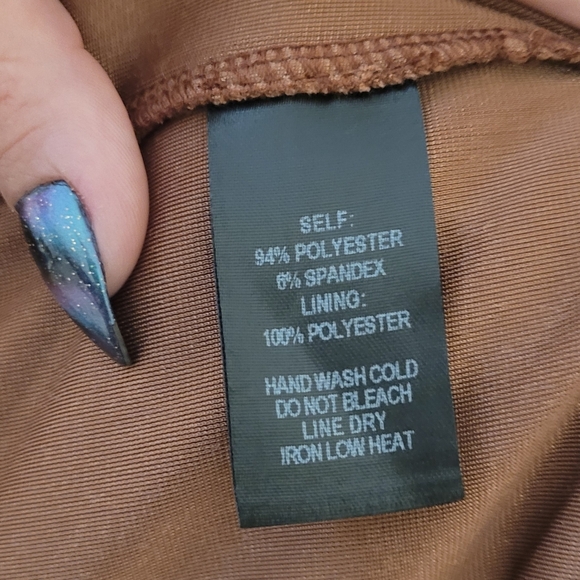 SELF:
94% POLYESTER
6% SPANDEX
LINING:
100% POLYESTER
HAND WASH COLD
DO NOT BLEACH
LINE DRY
IRON LOW HEAT